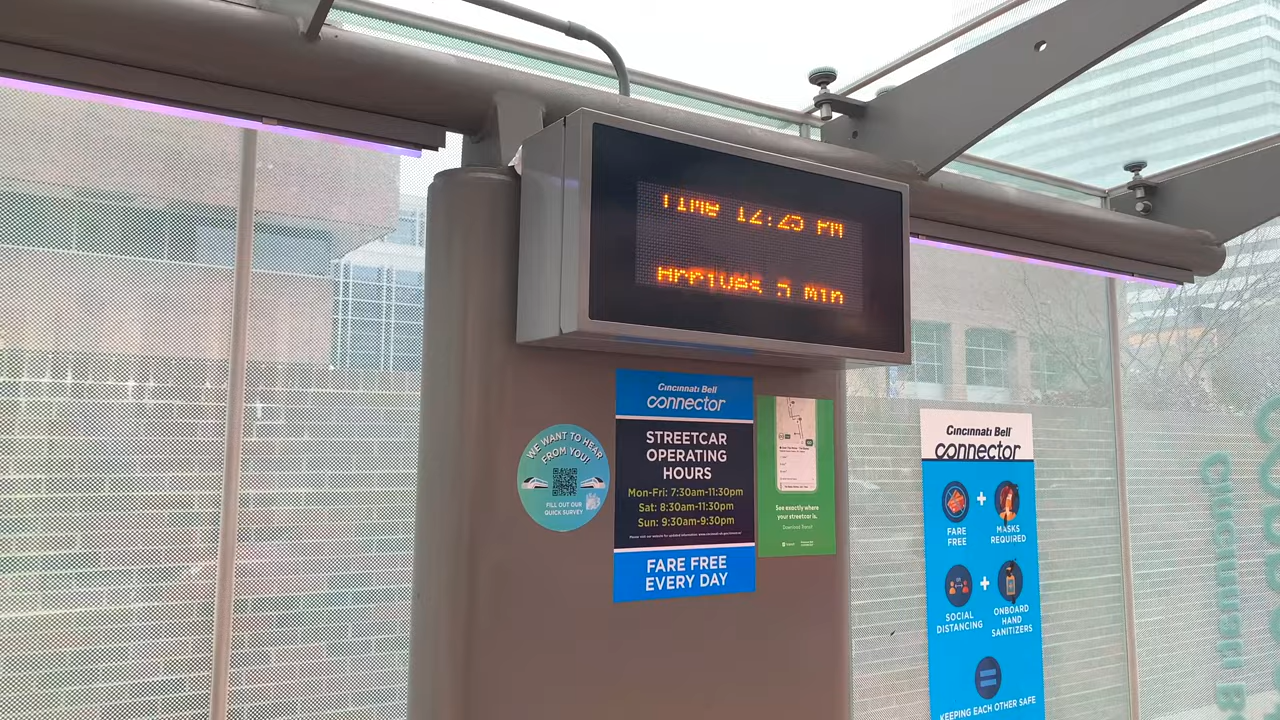 TIME 12:25 PM
Arrives min
WE WANT TO HEAR
FROM YOU!
FILL OUT OUR
QUICK SURVEY
Cincinnati Bell
connector
STREETCAR
OPERATING
HOURS
Mon-Fri: 7:30am-11:30pm
Sat: 8:30am-11:30pm
Sun: 9:30am-9:30pm
FARE FREE
EVERY DAY
See exactly where
your streetcar is.
Download Transit
Cincinnati Bell
connector
FARE
FREE
+
MASKS
REQUIRED
SOCIAL
DISTANCING
+
ONBOARD
HAND
SANITIZERS
KEEPING EACH OTHER SAFE